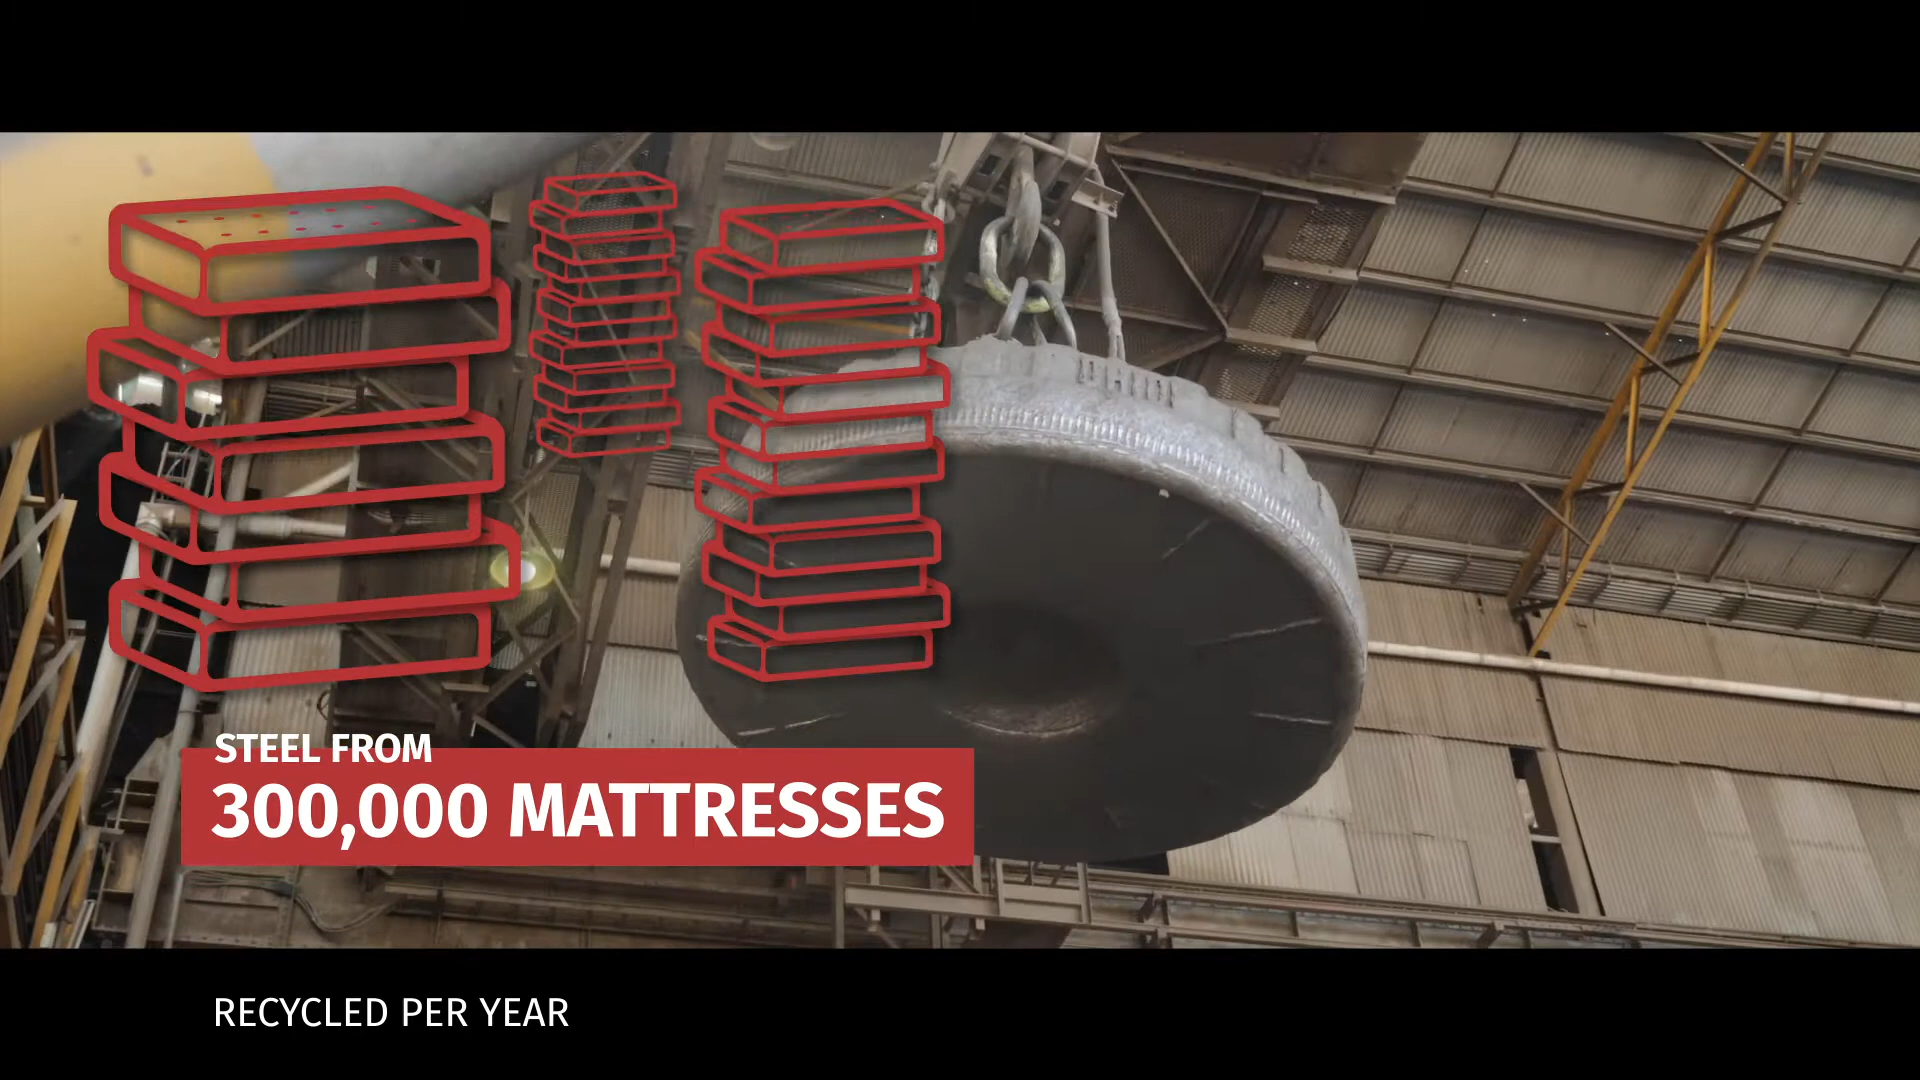 STEEL FROM
300,000 MATTRESSES
RECYCLED PER YEAR